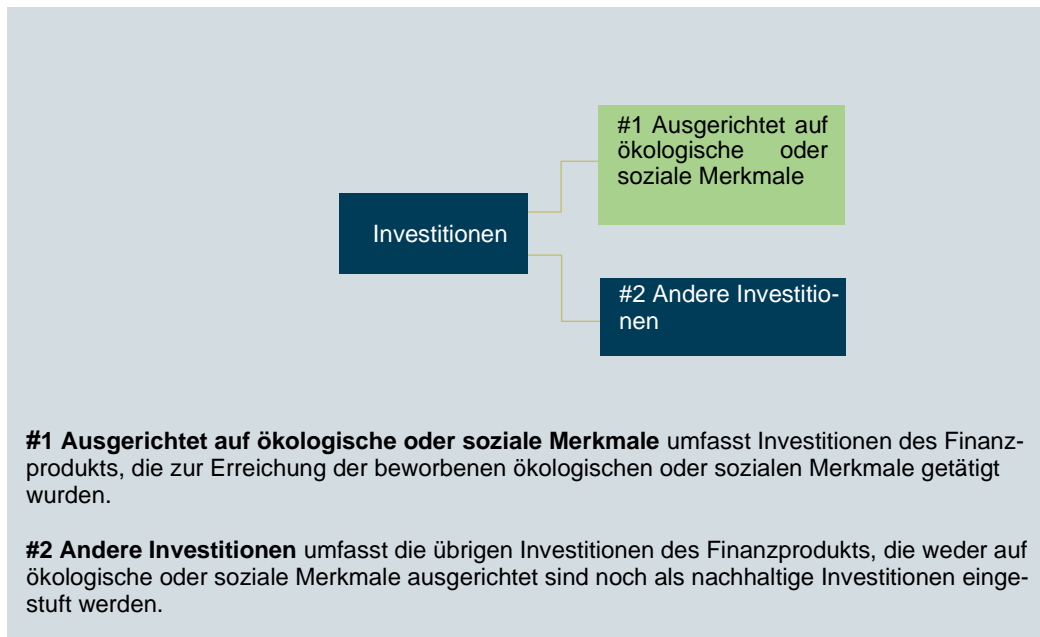 #1 Ausgerichtet auf
ökologische oder
soziale Merkmale
Investitionen
#2 Andere Investitio-
nen
#1 Ausgerichtet auf ökologische oder soziale Merkmale umfasst Investitionen des Finanz-
produkts, die zur Erreichung der beworbenen ökologischen oder sozialen Merkmale getätigt
wurden.
#2 Andere Investitionen umfasst die übrigen Investitionen des Finanzprodukts, die weder auf
ökologische oder soziale Merkmale ausgerichtet sind noch als nachhaltige Investitionen einge-
stuft werden.